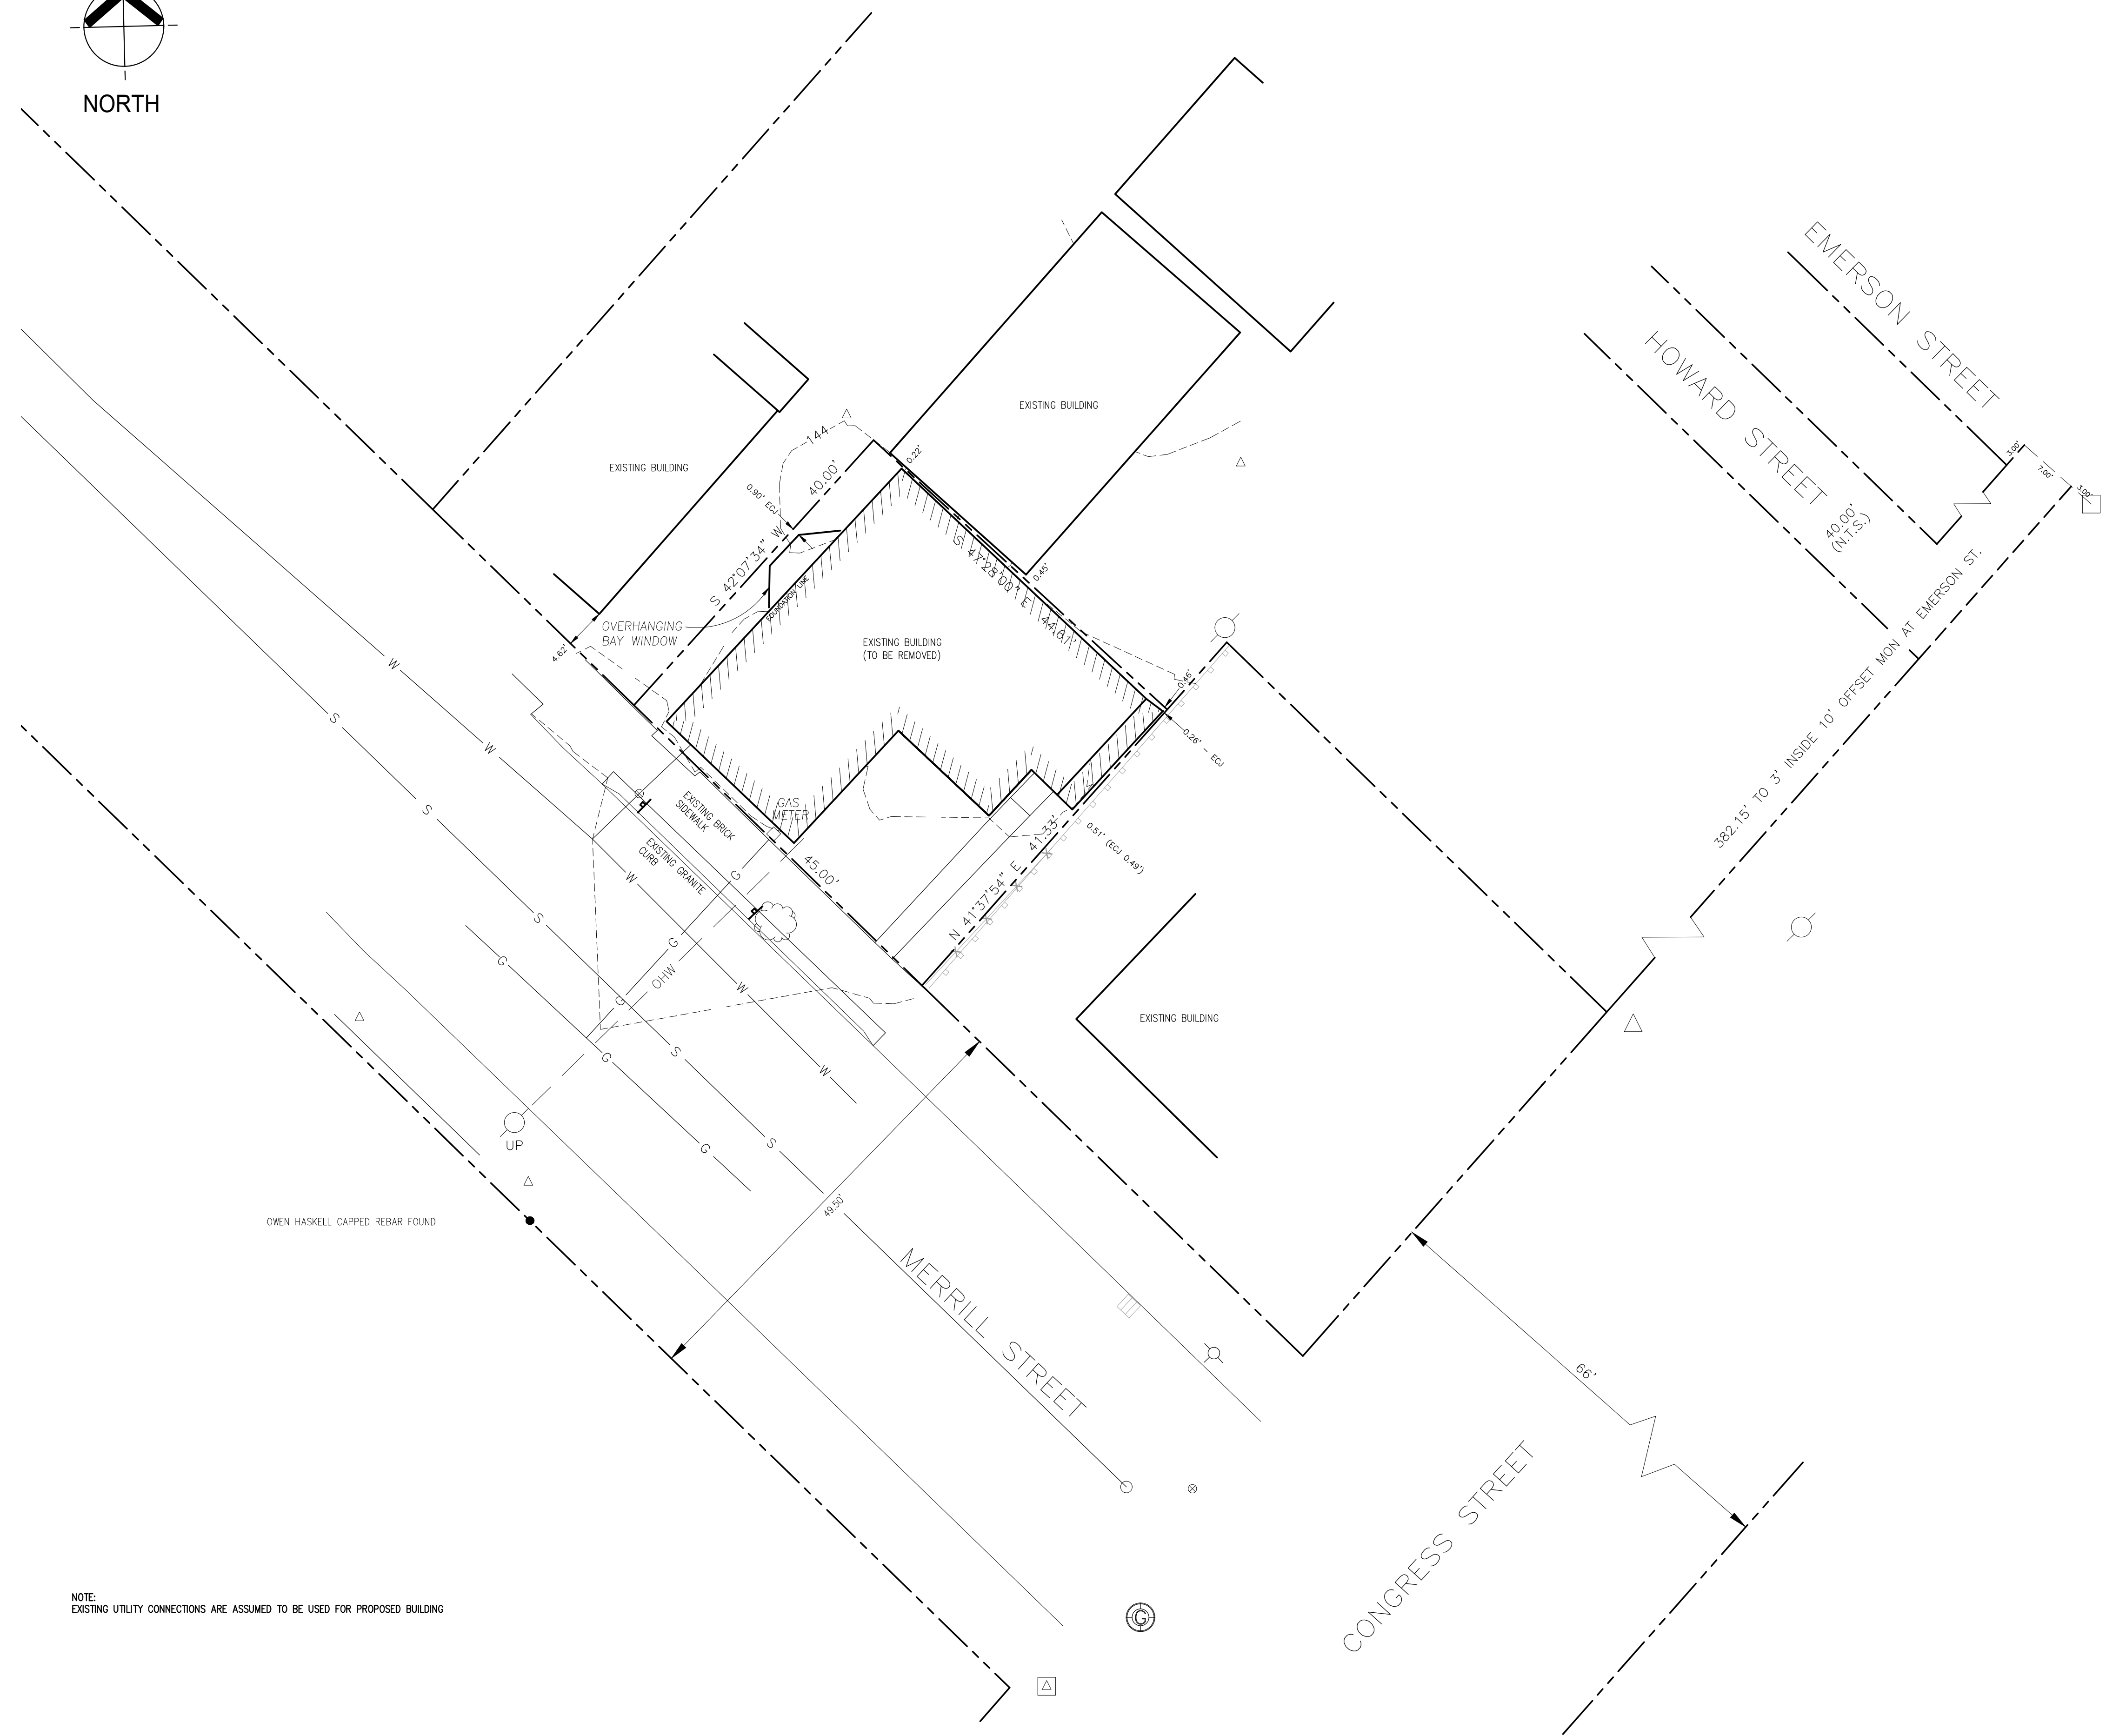 NORTH
EMERSON STREET
HOWARD STREET
40.00'
(N.T.S.)
3.00'
7.00'
3.00'
382.15' TO 3' INSIDE 10' OFFSET MON AT EMERSON ST.
EXISTING BUILDING
EXISTING BUILDING
144
40.00'
0.22'
0.90' ECJ
S 42°07'34" W
FOUNDATION LINE
S 47°28'00" E
44.61'
0.45'
OVERHANGING
BAY WINDOW
4.62'
EXISTING BUILDING
(TO BE REMOVED)
0.46'
0.26' - ECJ
W
S
W
S
GAS
METER
EXISTING BRICK
SIDEWALK
EXISTING GRANITE
CURB
45.00'
N 41°37'54" E
41.33'
0.51' (ECJ 0.49')
W
G
S
G
G
OHW
W
G
S
G
W
EXISTING BUILDING
UP
S
G
49.50'
OWEN HASKELL CAPPED REBAR FOUND
MERRILL STREET
66'
CONGRESS STREET
NOTE:
EXISTING UTILITY CONNECTIONS ARE ASSUMED TO BE USED FOR PROPOSED BUILDING
G